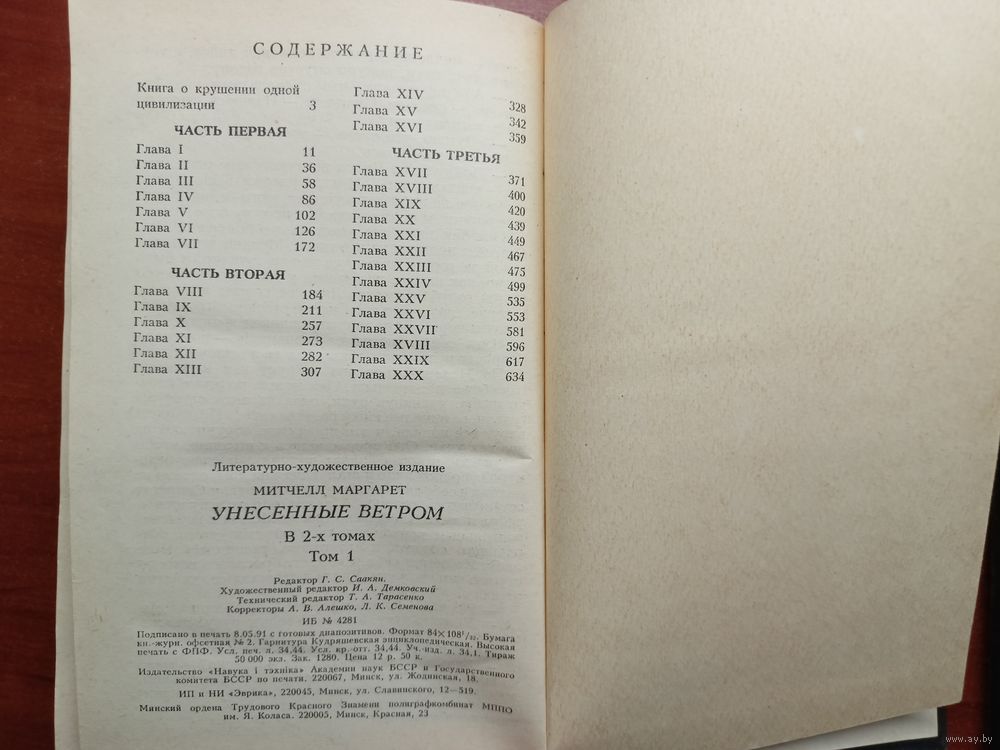 СОДЕРЖАНИЕ
Книга о крушении одной
цивилизации 3
ЧАСТЬ ПЕРВАЯ
Глава I 11
Глава II 36
Глава III 58
Глава IV 86
Глава V 102
Глава VI 126
Глава VII 172
ЧАСТЬ ВТОРАЯ
Глава VIII 184
Глава IX 211
Глава X 257
Глава XI 273
Глава XII 282
Глава XIII 307
Глава XIV 328
Глава XV 342
Глава XVI 359
ЧАСТЬ ТРЕТЬЯ
Глава XVII 371
Глава XVIII 400
Глава XIX 420
Глава XX 439
Глава XXI 449
Глава XXII 467
Глава XXIII 475
Глава XXIV 499
Глава XXV 535
Глава XXVI 553
Глава XXVII 581
Глава XVIII 596
Глава XXIX 617
Глава XXX 634
Литературно-художественное издание
МИТЧЕЛЛ МАРГАРЕТ
УНЕСЕННЫЕ ВЕТРОМ
В 2-х томах
Том 1
Редактор Г. С. Саакян.
Художественный редактор И. А. Демковский
Технический редактор Т. А. Тарасенко
Корректоры А. В. Алешко, Л. К. Семенова
ИБ № 4281
Подписано в печать 8.05.91 с готовых диапозитивов. Формат 84×108¹/₃₂. Бумага
кн.-журн. офсетная № 2. Гарнитура Кудряшевская энциклопедическая. Высокая
печать с ФПФ. Усл. печ. л. 34,44. Усл. кр.-отт. 34,44. Уч.-изд. л. 34,1. Тираж
50 000 экз. Зак. 1280. Цена 12 р. 50 к.
Издательство «Навука і тэхніка» Академии наук БССР и Государственного
комитета БССР по печати. 220067, Минск, ул. Жодинская, 18.
ИП и НИ «Эврика», 220045, Минск, ул. Славинского, 12—519.
Минский ордена Трудового Красного Знамени полиграфкомбинат МППО
им. Я. Коласа. 220005, Минск, Красная, 23
www.ay.by